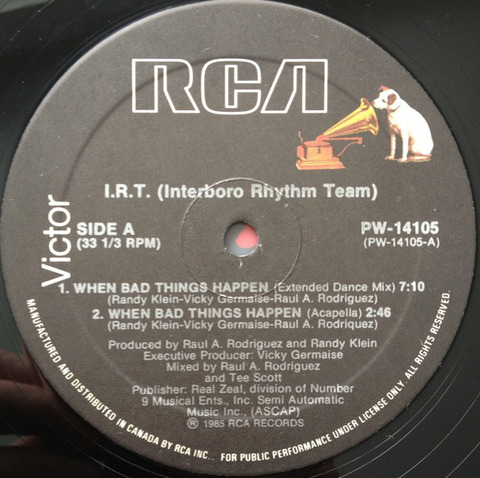 RCA
I.R.T. (Interboro Rhythm Team)
Victor
SIDE A
(33 1/3 RPM)
PW-14105
(PW-14105-A)
1. WHEN BAD THINGS HAPPEN (Extended Dance Mix) 7:10
(Randy Klein-Vicky Germaise-Raul A. Rodriguez)
2. WHEN BAD THINGS HAPPEN (Acapella) 2:46
(Randy Klein-Vicky Germaise-Raul A. Rodriguez)
Produced by Raul A. Rodriguez and Randy Klein
Executive Producer: Vicky Germaise
Mixed by Raul A. Rodriguez
and Tee Scott
Publisher: Real Zeal, division of Number
9 Musical Ents., Inc. Semi Automatic
Music Inc., (ASCAP)
℗ 1985 RCA RECORDS
MANUFACTURED AND DISTRIBUTED IN CANADA BY RCA INC.. FOR PUBLIC PERFORMANCE UNDER LICENSE ONLY. ALL RIGHTS RESERVED.